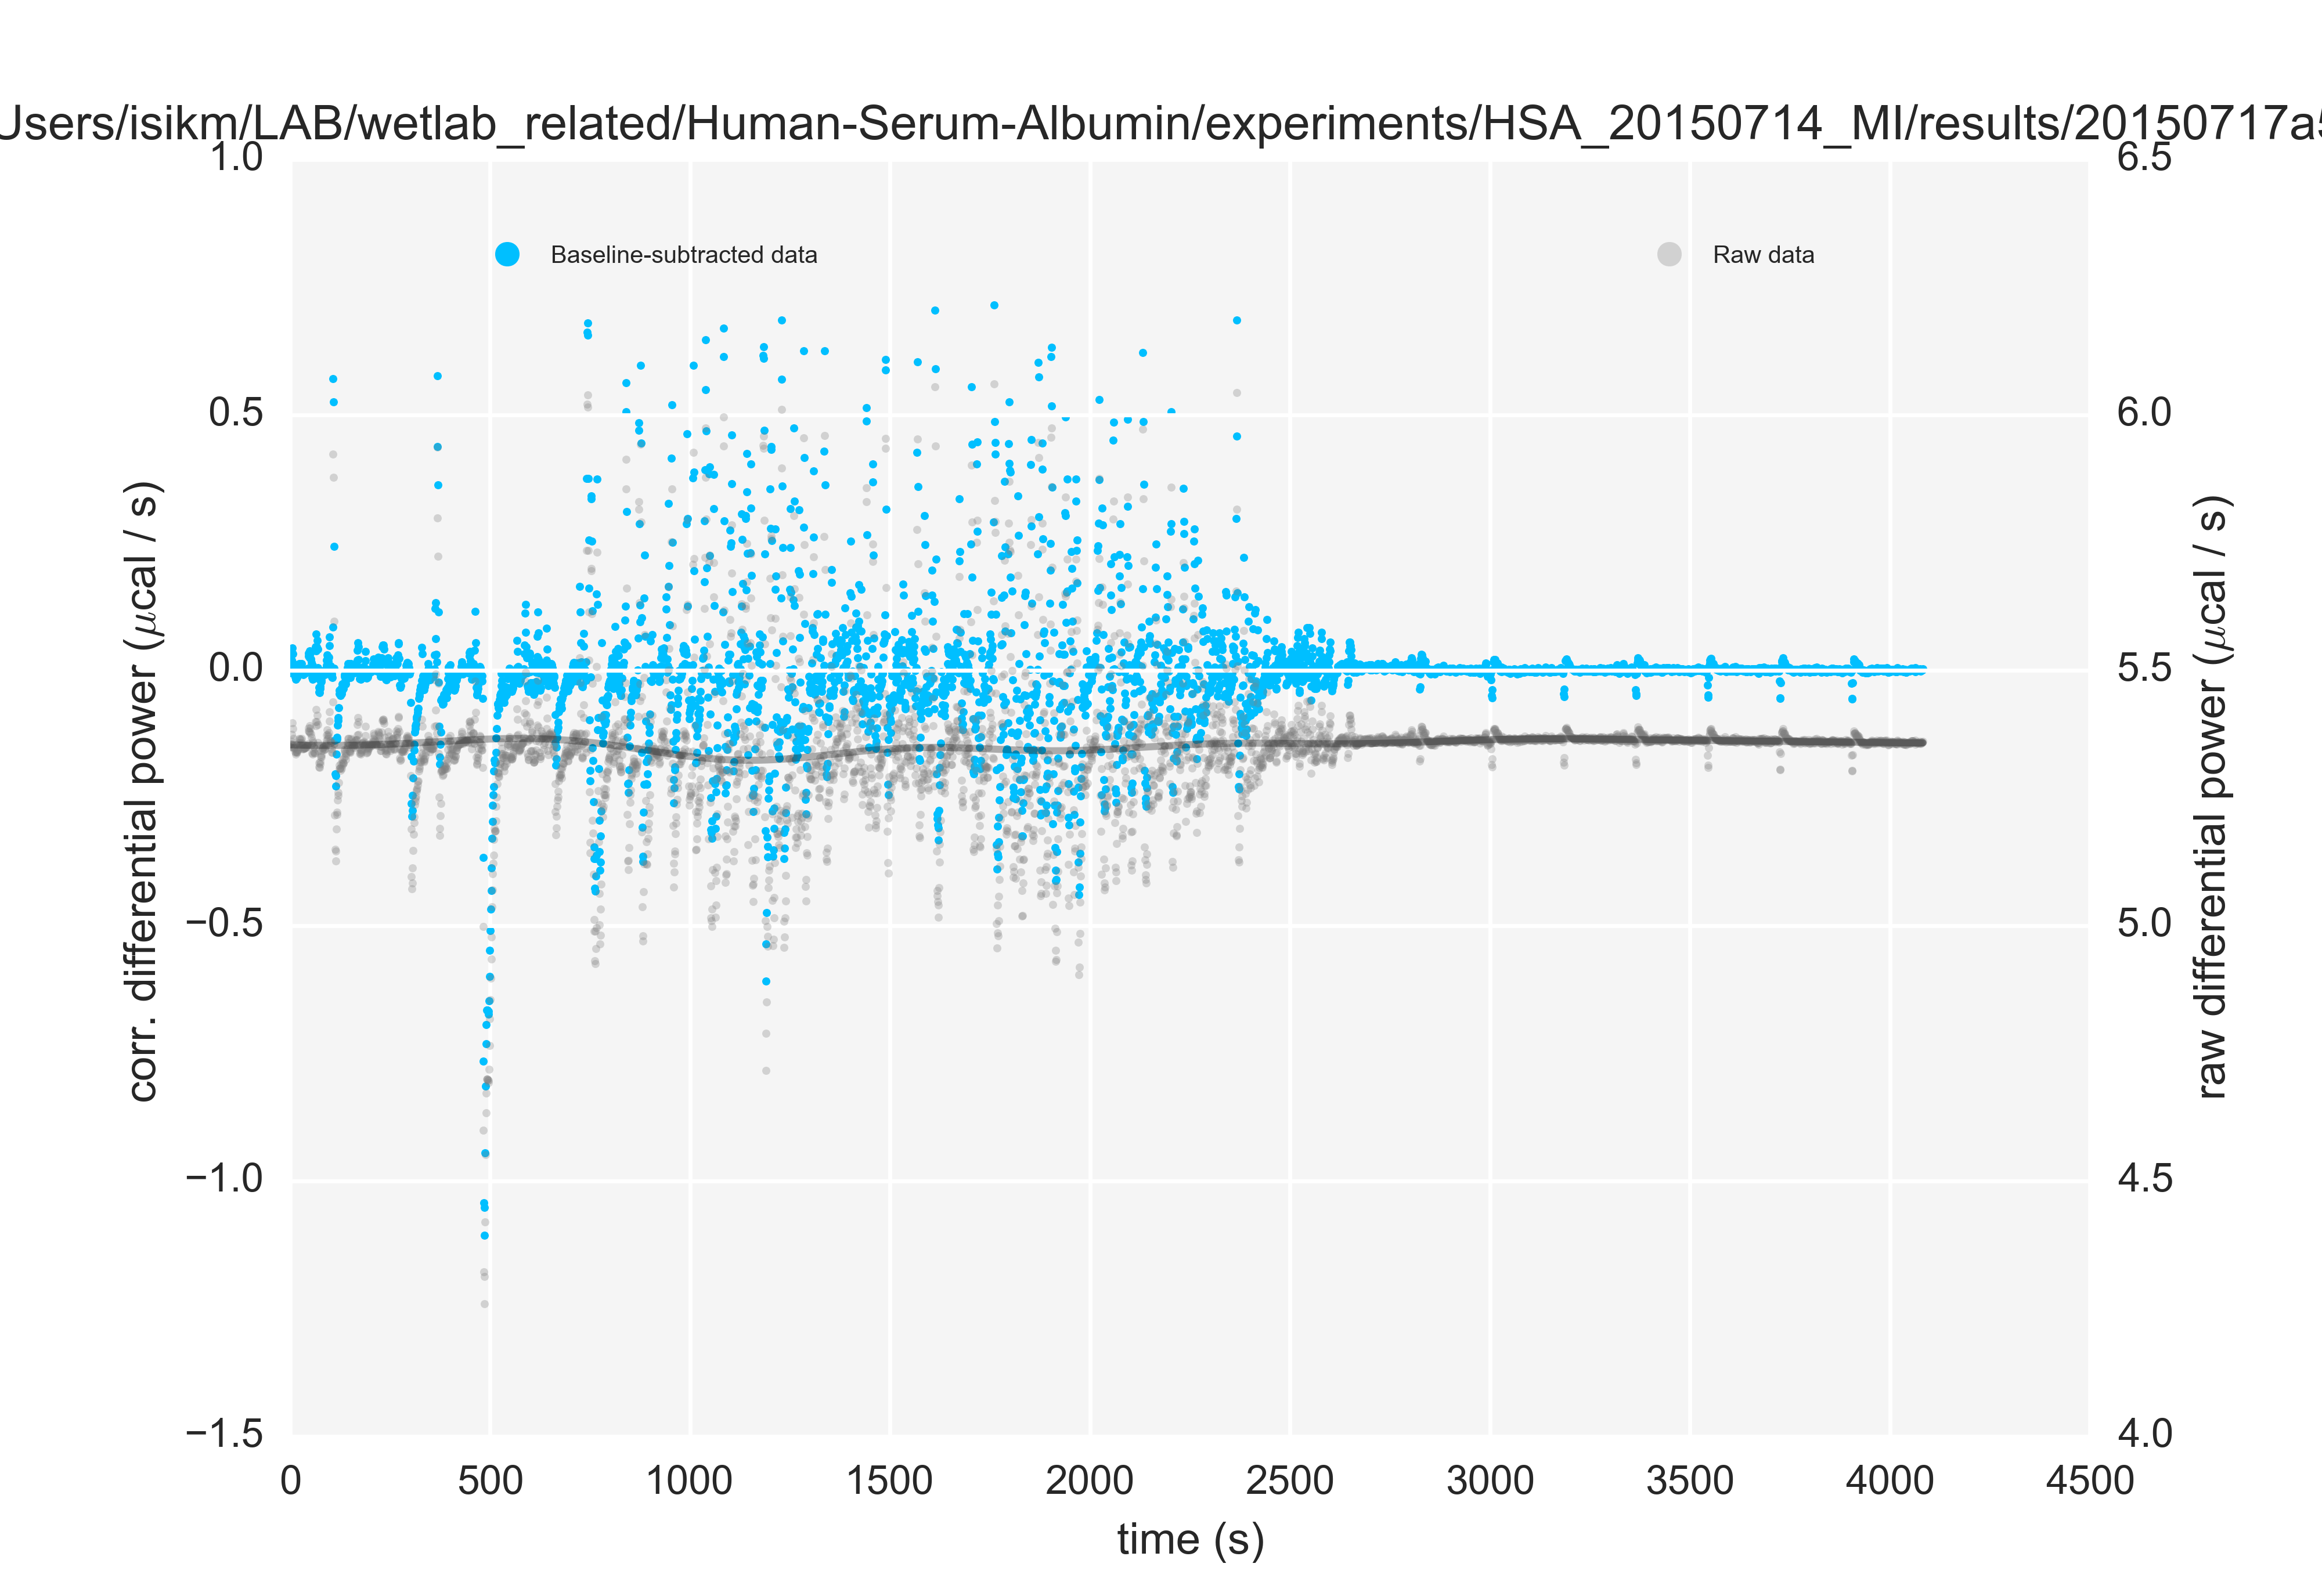 Users/isikm/LAB/wetlab_related/Human-Serum-Albumin/experiments/HSA_20150714_MI/results/20150717a5
1.0
0.5
0.0
−0.5
−1.0
−1.5
corr. differential power (μcal / s)
Baseline-subtracted data
Raw data
6.5
6.0
5.5
5.0
4.5
4.0
raw differential power (μcal / s)
0 500 1000 1500 2000 2500 3000 3500 4000 4500
time (s)